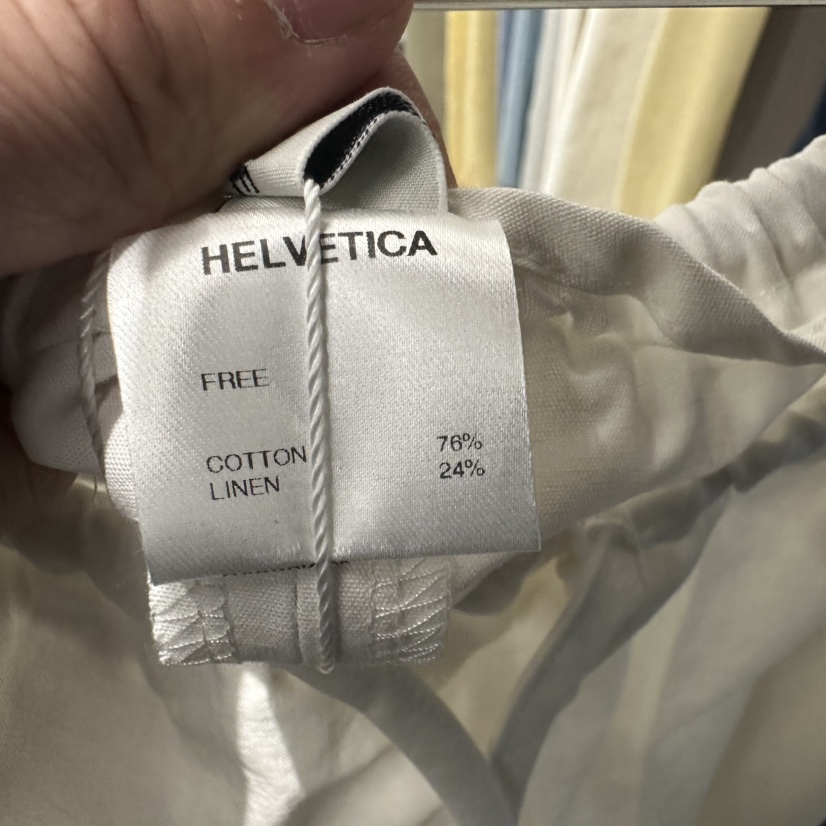 HELVETICA
FREE
COTTON 76%
LINEN 24%